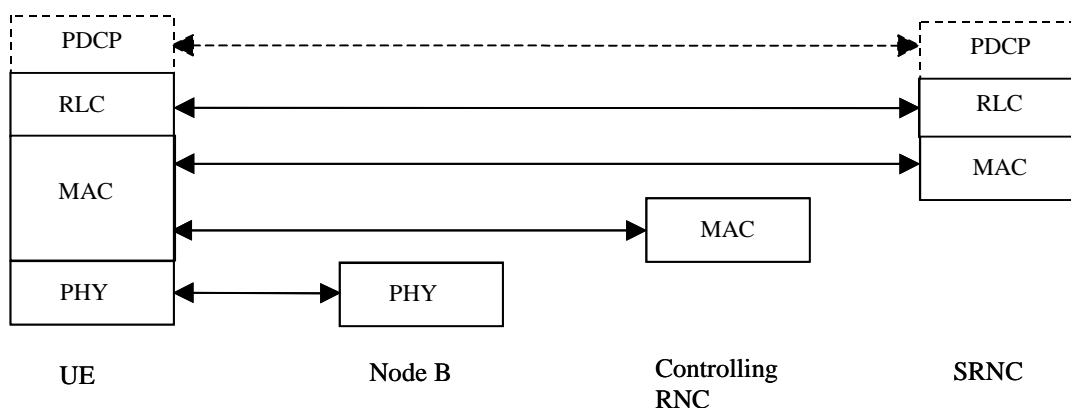 PDCP
PDCP
RLC
RLC
MAC
MAC
MAC
PHY
PHY
UE
Node B
Controlling
RNC
SRNC